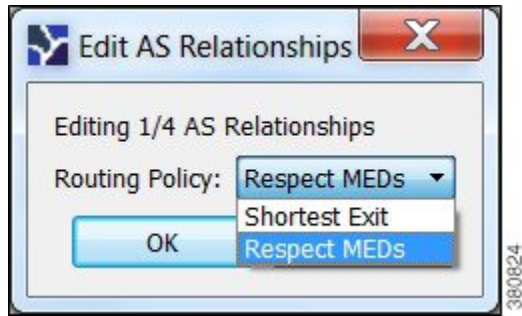 Edit AS Relationships
Editing 1/4 AS Relationships
Routing Policy: Respect MEDs
Shortest Exit
OK Respect MEDs
380824